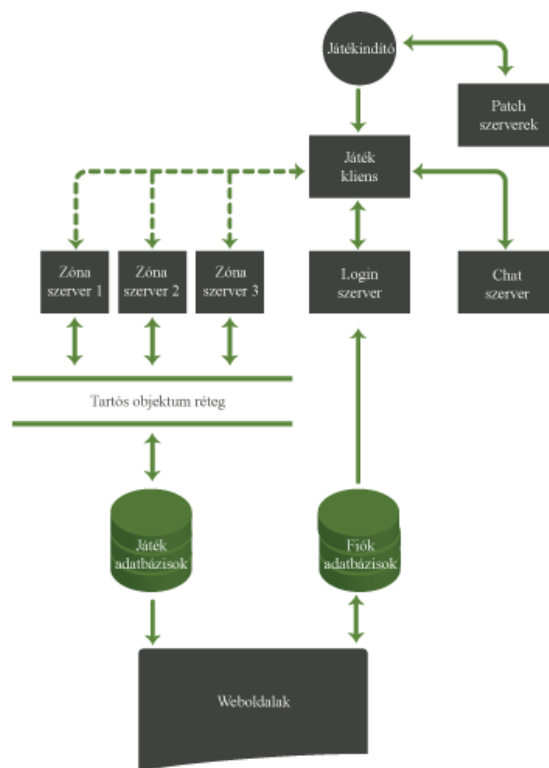 Játékindító
Patch
szerverek
Játék
kliens
Zóna
szerver 1
Zóna
szerver 2
Zóna
szerver 3
Login
szerver
Chat
szerver
Tartós objektum réteg
Játék
adatbázisok
Fiók
adatbázisok
Weboldalak